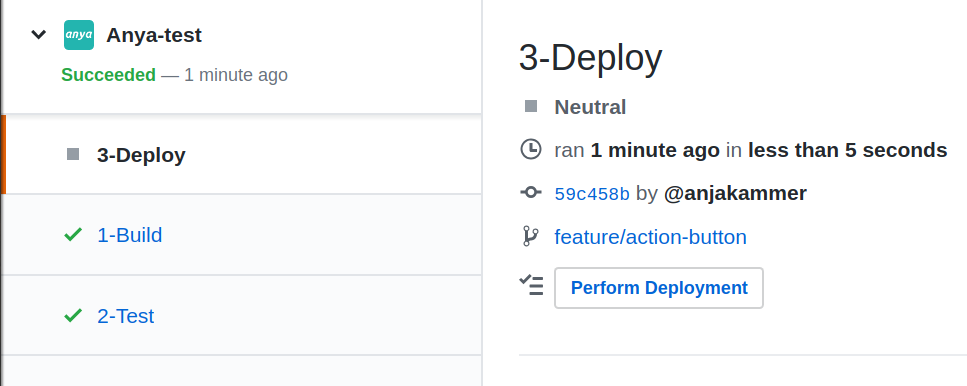 anya Anya-test
Succeeded — 1 minute ago
3-Deploy
1-Build
2-Test
3-Deploy
Neutral
ran 1 minute ago in less than 5 seconds
59c458b by @anjakammer
feature/action-button
Perform Deployment